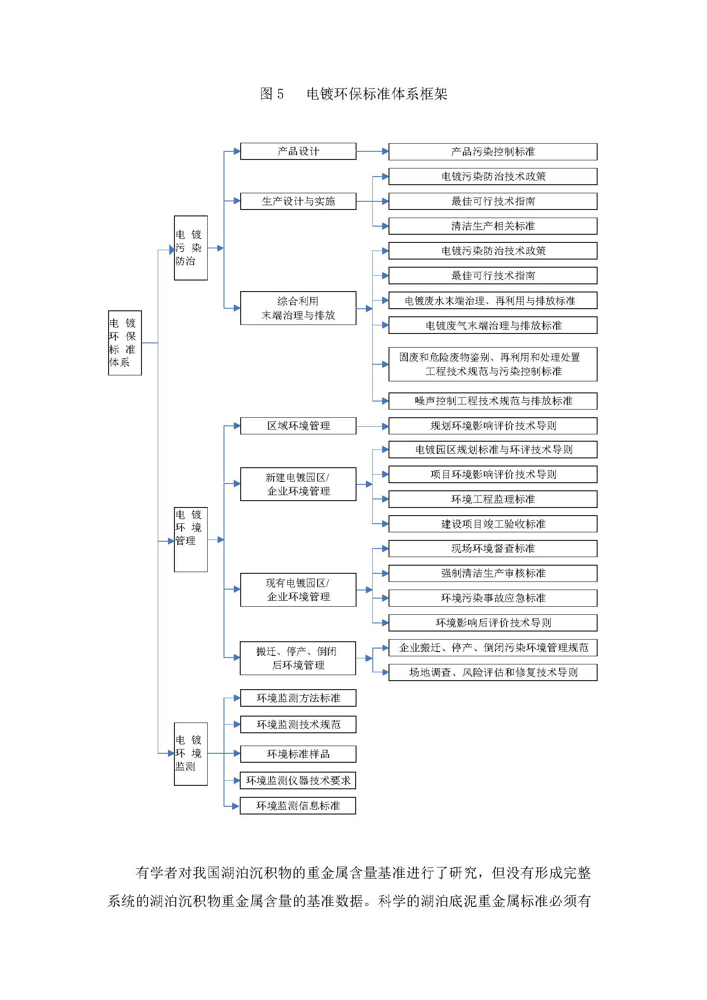 图 5 电镀环保标准体系框架
产品设计
产品污染控制标准
电镀污染防治技术政策
生产设计与实施
最佳可行技术指南
清洁生产相关标准
电 镀
污 染
防治
电镀污染防治技术政策
最佳可行技术指南
综合利用
末端治理与排放
电镀废水末端治理、再利用与排放标准
电镀废气末端治理与排放标准
电 镀
环 保
标 准
体系
固废和危险废物鉴别、再利用和处理处置
工程技术规范与污染控制标准
噪声控制工程技术规范与排放标准
区域环境管理
规划环境影响评价技术导则
电镀园区规划标准与环评技术导则
新建电镀园区/
企业环境管理
项目环境影响评价技术导则
环境工程监理标准
建设项目竣工验收标准
电 镀
环 境
管理
现场环境督查标准
强制清洁生产审核标准
现有电镀园区/
企业环境管理
环境污染事故应急标准
环境影响后评价技术导则
搬迁、停产、倒闭
后环境管理
企业搬迁、停产、倒闭污染环境管理规范
场地调查、风险评估和修复技术导则
环境监测方法标准
环境监测技术规范
电 镀
环 境
监测
环境标准样品
环境监测仪器技术要求
环境监测信息标准
有学者对我国湖泊沉积物的重金属含量基准进行了研究，但没有形成完整
系统的湖泊沉积物重金属含量的基准数据。科学的湖泊底泥重金属标准必须有